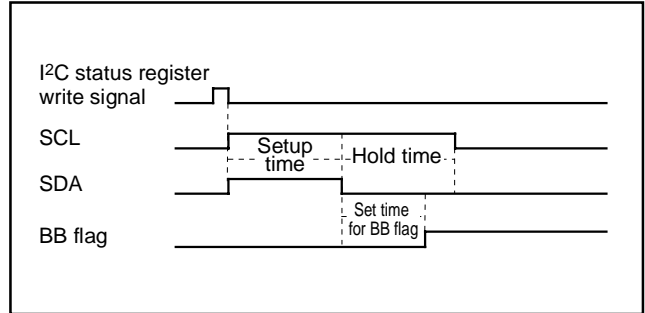 I2C status register
write signal
SCL
Setup
time
Hold time
SDA
Set time
for BB flag
BB flag